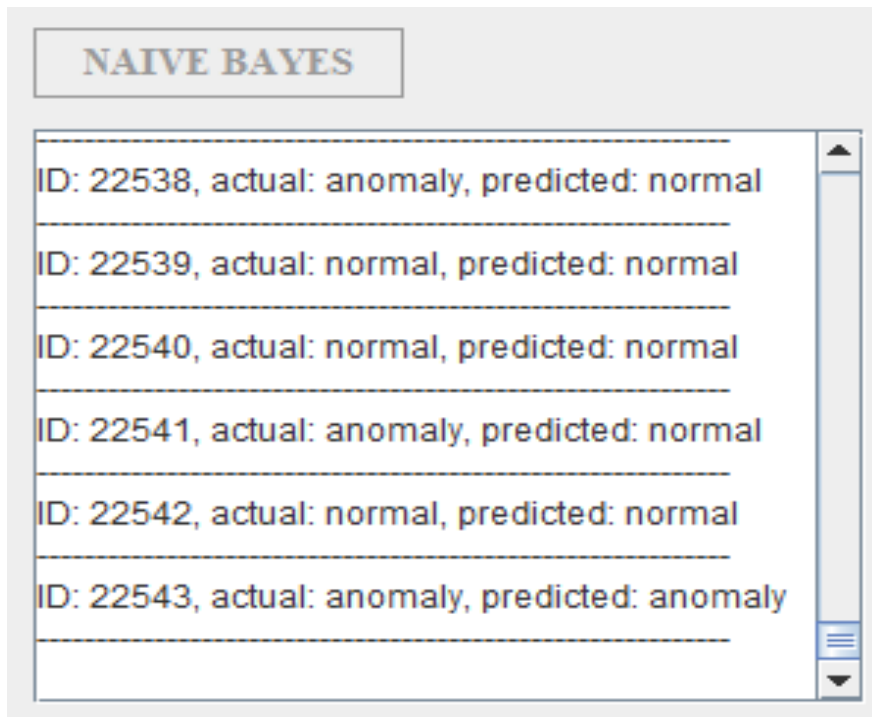 NAIVE BAYES
---------------------------------------------------------------------
ID: 22538, actual: anomaly, predicted: normal
---------------------------------------------------------------------
ID: 22539, actual: normal, predicted: normal
---------------------------------------------------------------------
ID: 22540, actual: normal, predicted: normal
---------------------------------------------------------------------
ID: 22541, actual: anomaly, predicted: normal
---------------------------------------------------------------------
ID: 22542, actual: normal, predicted: normal
---------------------------------------------------------------------
ID: 22543, actual: anomaly, predicted: anomaly
---------------------------------------------------------------------